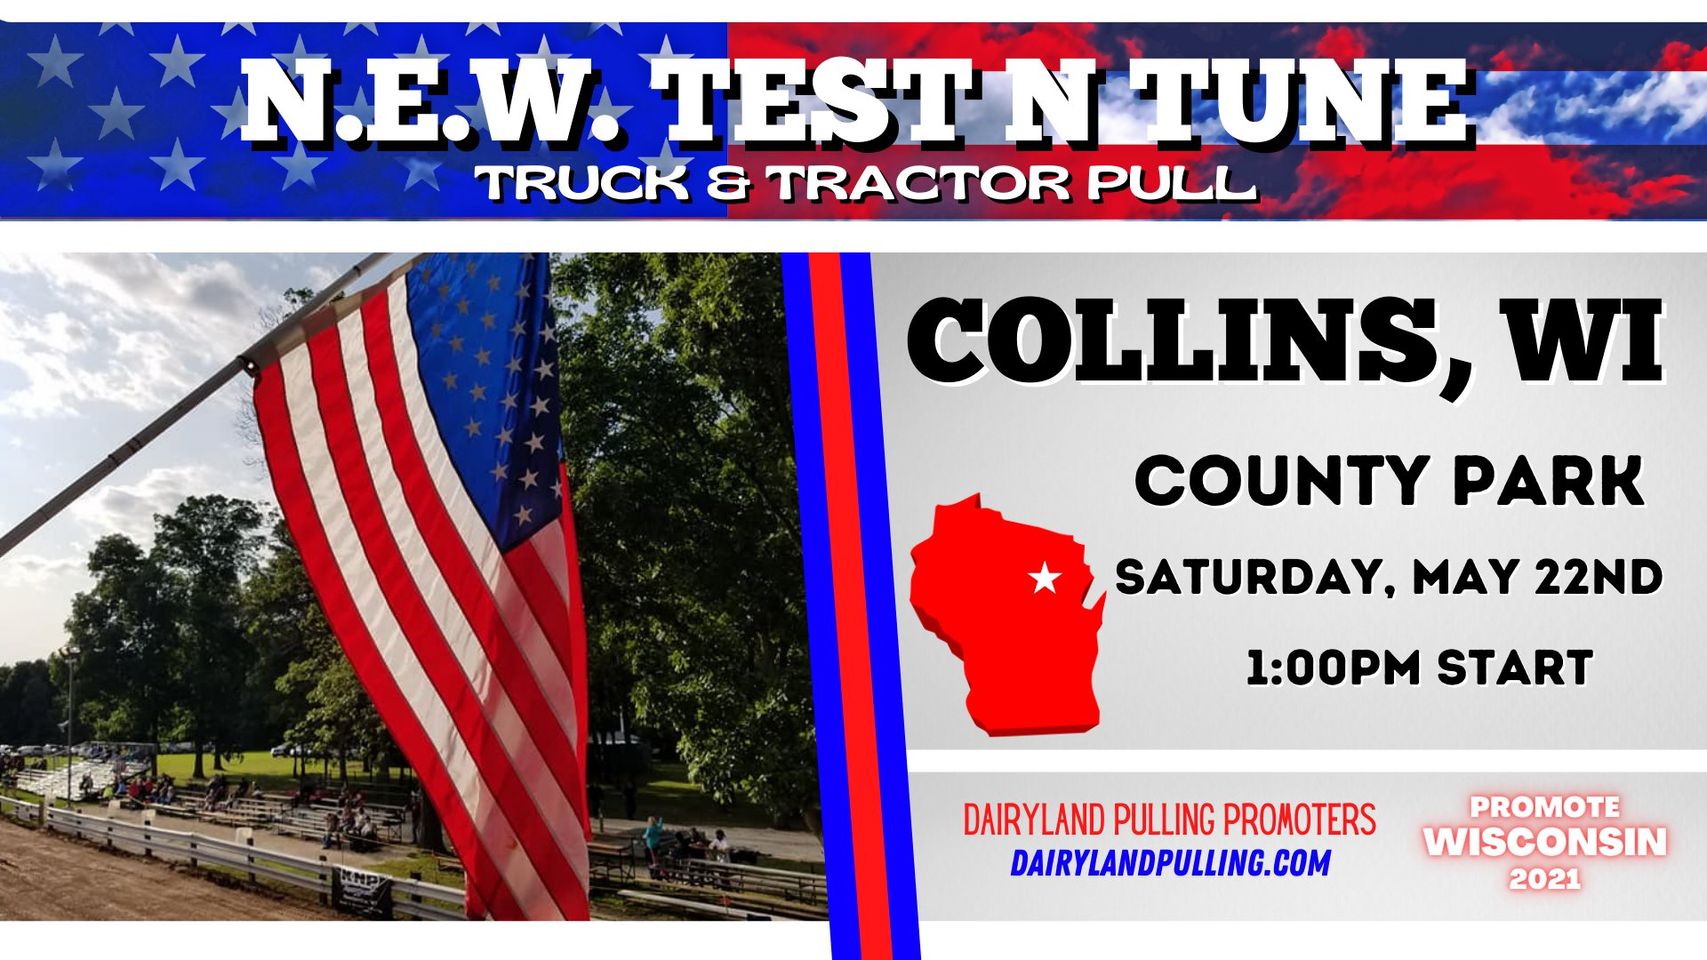 N.E.W. TEST N TUNE
TRUCK & TRACTOR PULL
COLLINS, WI
COUNTY PARK
SATURDAY, MAY 22ND
1:00PM START
DAIRYLAND PULLING PROMOTERS
DAIRYLANDPULLING.COM
PROMOTE
WISCONSIN
2021